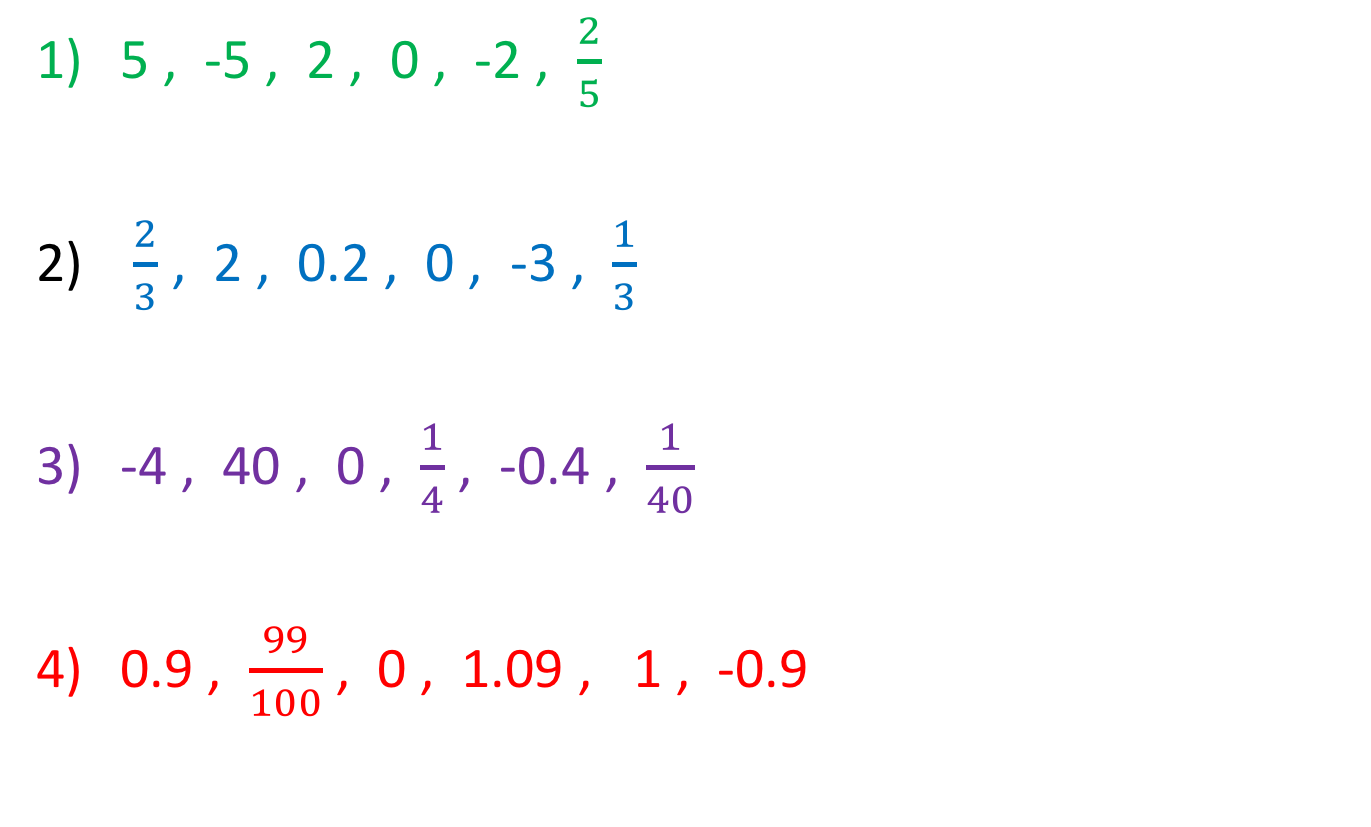 1) 5 , -5 , 2 , 0 , -2 , 2/5
2) 2/3 , 2 , 0.2 , 0 , -3 , 1/3
3) -4 , 40 , 0 , 1/4 , -0.4 , 1/40
4) 0.9 , 99/100 , 0 , 1.09 , 1 , -0.9